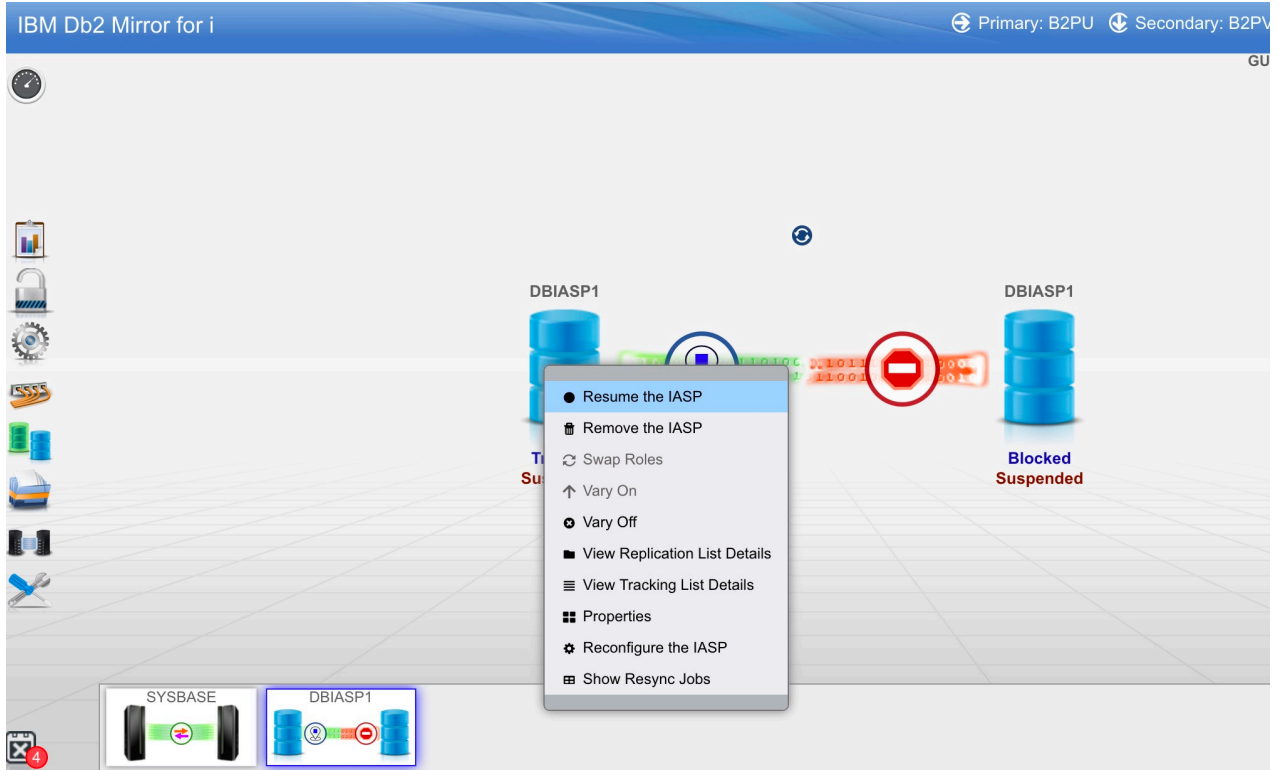 IBM Db2 Mirror for i
Primary: B2PU
Secondary: B2PV
GU
DBIASP1
DBIASP1
Resume the IASP
Remove the IASP
Swap Roles
Vary On
Vary Off
View Replication List Details
View Tracking List Details
Properties
Reconfigure the IASP
Show Resync Jobs
Blocked
Suspended
SYSBASE
DBIASP1
4